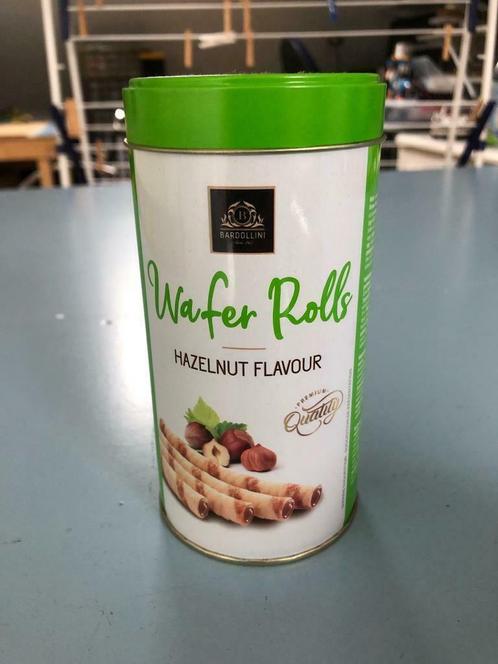 B
BARDOLLINI
Wafer Rolls
HAZELNUT FLAVOUR
PREMIUM
Quality